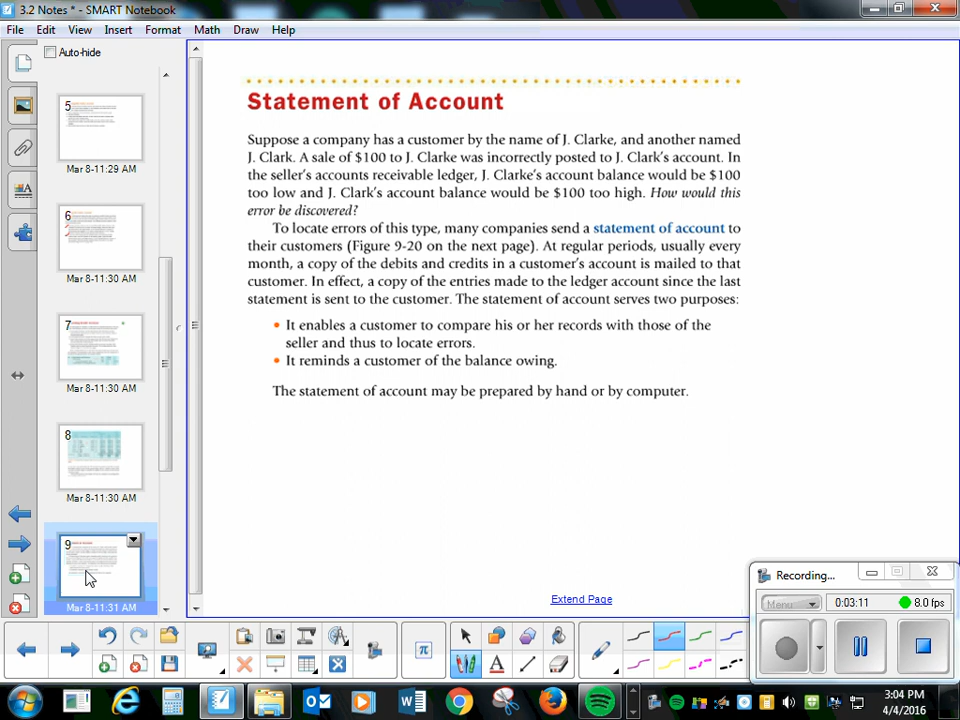 3.2 Notes * - SMART Notebook
File Edit View Insert Format Math Draw Help
Auto-hide
5
Mar 8-11:29 AM
6
Mar 8-11:30 AM
7
Mar 8-11:30 AM
8
Mar 8-11:30 AM
9
Mar 8-11:31 AM
Statement of Account
Suppose a company has a customer by the name of J. Clarke, and another named
J. Clark. A sale of $100 to J. Clarke was incorrectly posted to J. Clark's account. In
the seller's accounts receivable ledger, J. Clarke's account balance would be $100
too low and J. Clark's account balance would be $100 too high. How would this
error be discovered?
To locate errors of this type, many companies send a statement of account to
their customers (Figure 9-20 on the next page). At regular periods, usually every
month, a copy of the debits and credits in a customer's account is mailed to that
customer. In effect, a copy of the entries made to the ledger account since the last
statement is sent to the customer. The statement of account serves two purposes:
• It enables a customer to compare his or her records with those of the
seller and thus to locate errors.
• It reminds a customer of the balance owing.
The statement of account may be prepared by hand or by computer.
Extend Page
Recording...
Menu 0:03:11 8.0 fps
3:04 PM
4/4/2016